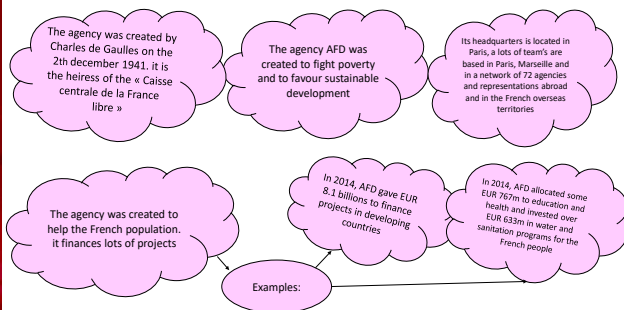 The agency was created by
Charles de Gaulles on the
2th december 1941. it is
the heiress of the « Caisse
centrale de la France
libre »
The agency AFD was
created to fight poverty
and to favour sustainable
development
Its headquarters is located in
Paris, a lots of team's are
based in Paris, Marseille and
in a network of 72 agencies
and representations abroad
and in the French overseas
territories
The agency was created to
help the French population.
it finances lots of projects
In 2014, AFD gave EUR
8.1 billions to finance
projects in developing
countries
In 2014, AFD allocated some
EUR 767m to education and
health and invested over
EUR 633m in water and
sanitation programs for the
French people
Examples: